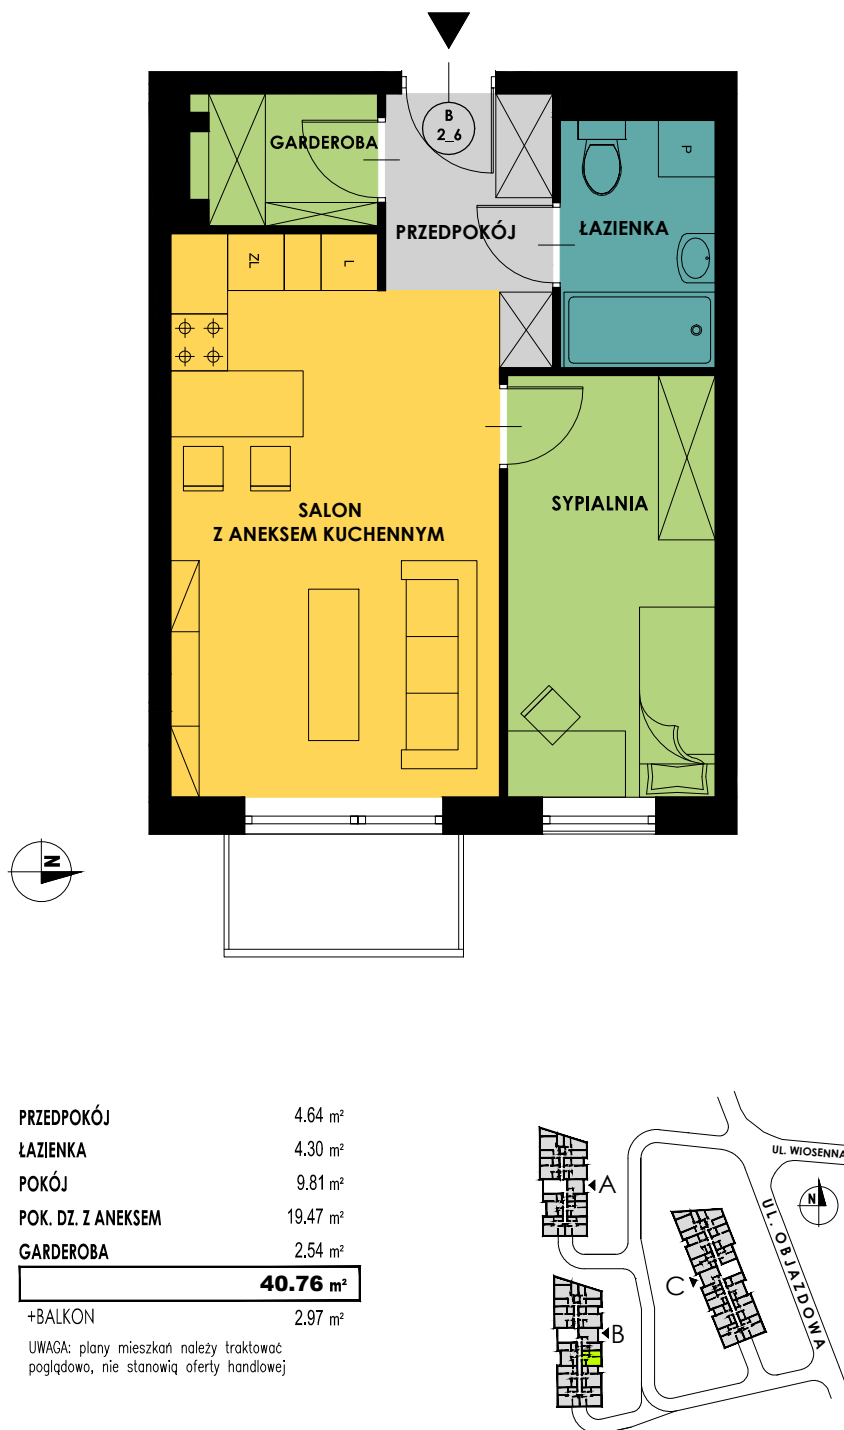 B
2_6
GARDEROBA
PRZEDPOKÓJ
ŁAZIENKA
P
ZL
L
SALON
Z ANEKSEM KUCHENNYM
SYPIALNIA
N
PRZEDPOKÓJ 4.64 m²
ŁAZIENKA 4.30 m²
POKÓJ 9.81 m²
POK. DZ. Z ANEKSEM 19.47 m²
GARDEROBA 2.54 m²
40.76 m²
+BALKON 2.97 m²
UWAGA: plany mieszkań należy traktować
poglądowo, nie stanowią oferty handlowej
UL. WIOSENNA
A
N
UL. OBJAZDOWA
C
B